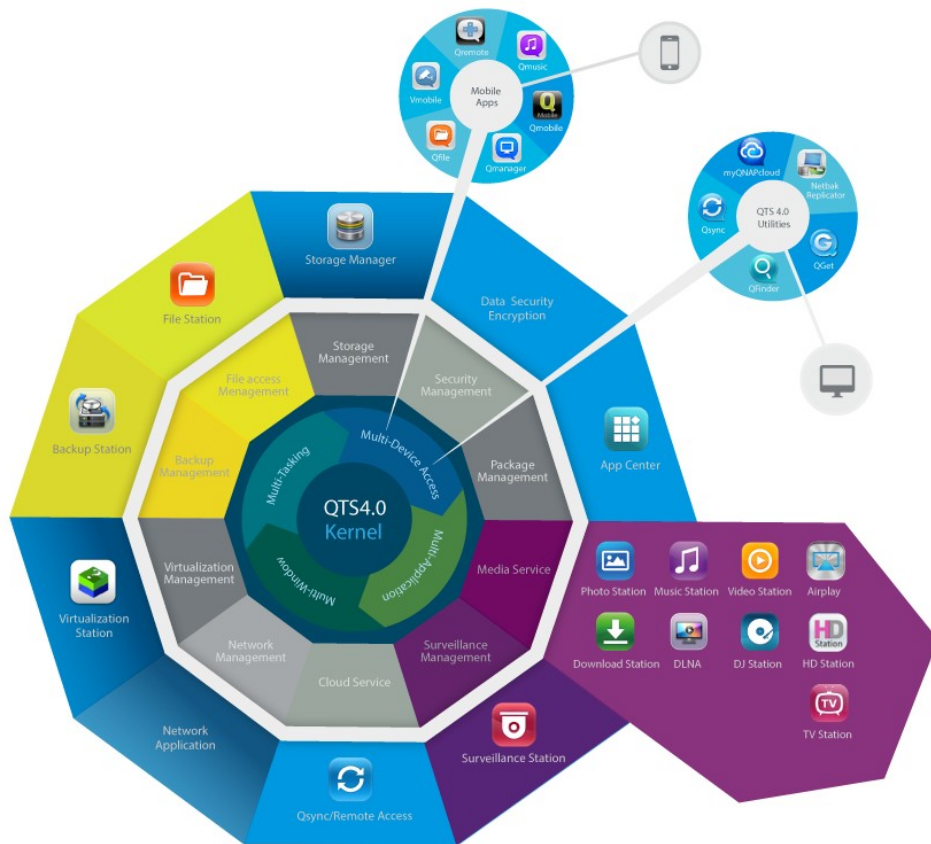 Qremote
Qmusic
Vmobile
Mobile
Apps
Q
Mobile
Qmobile
Qfile
Qmanager
myQNAPcloud
Netbak
Replicator
Qsync
QTS 4.0
Utilities
QGet
QFinder
Storage Manager
File Station
Data Security
Encryption
Storage
Management
File access
Menagement
Security
Management
Backup Station
Backup
Management
Multi-Tasking
Multi-Device Access
Package
Management
App Center
QTS4.0
Kernel
Virtualization
Station
Virtualization
Management
Multi-Window
Multi-Application
Media Service
Photo Station
Music Station
Video Station
Airplay
Network
Management
Surveillance
Management
Cloud Service
HD
Station
Download Station
DLNA
DJ Station
HD Station
TV
TV Station
Network
Application
Surveillance Station
Qsync/Remote Access